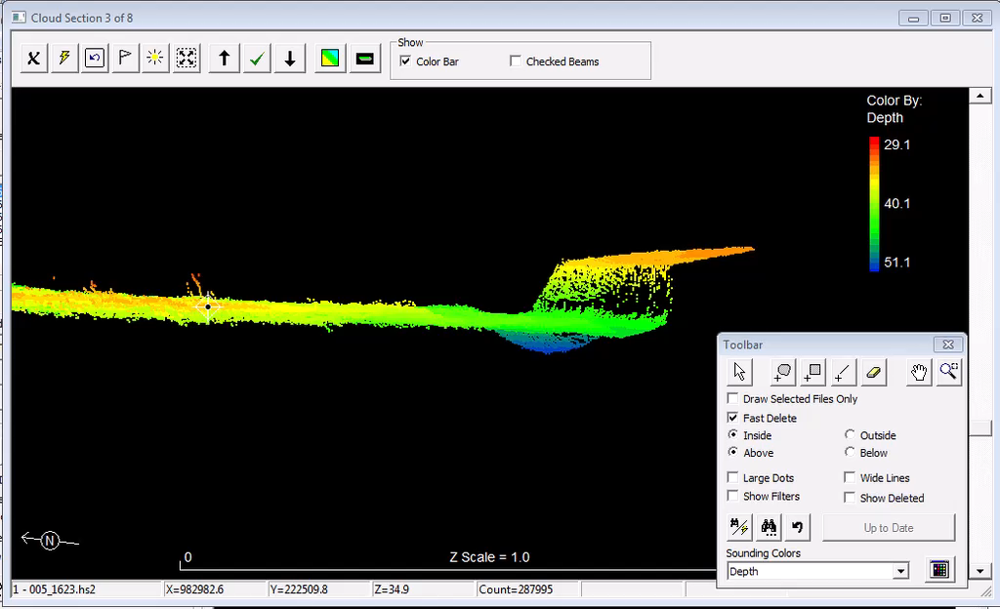 Cloud Section 3 of 8
Show
Color Bar
Checked Beams
Color By:
Depth
29.1
40.1
51.1
Toolbar
Draw Selected Files Only
Fast Delete
Inside
Outside
Above
Below
Large Dots
Wide Lines
Show Filters
Show Deleted
Up to Date
Sounding Colors
Depth
N
0
Z Scale = 1.0
1 - 005_1623.hs2
X=982982.6
Y=222509.8
Z=34.9
Count=287995